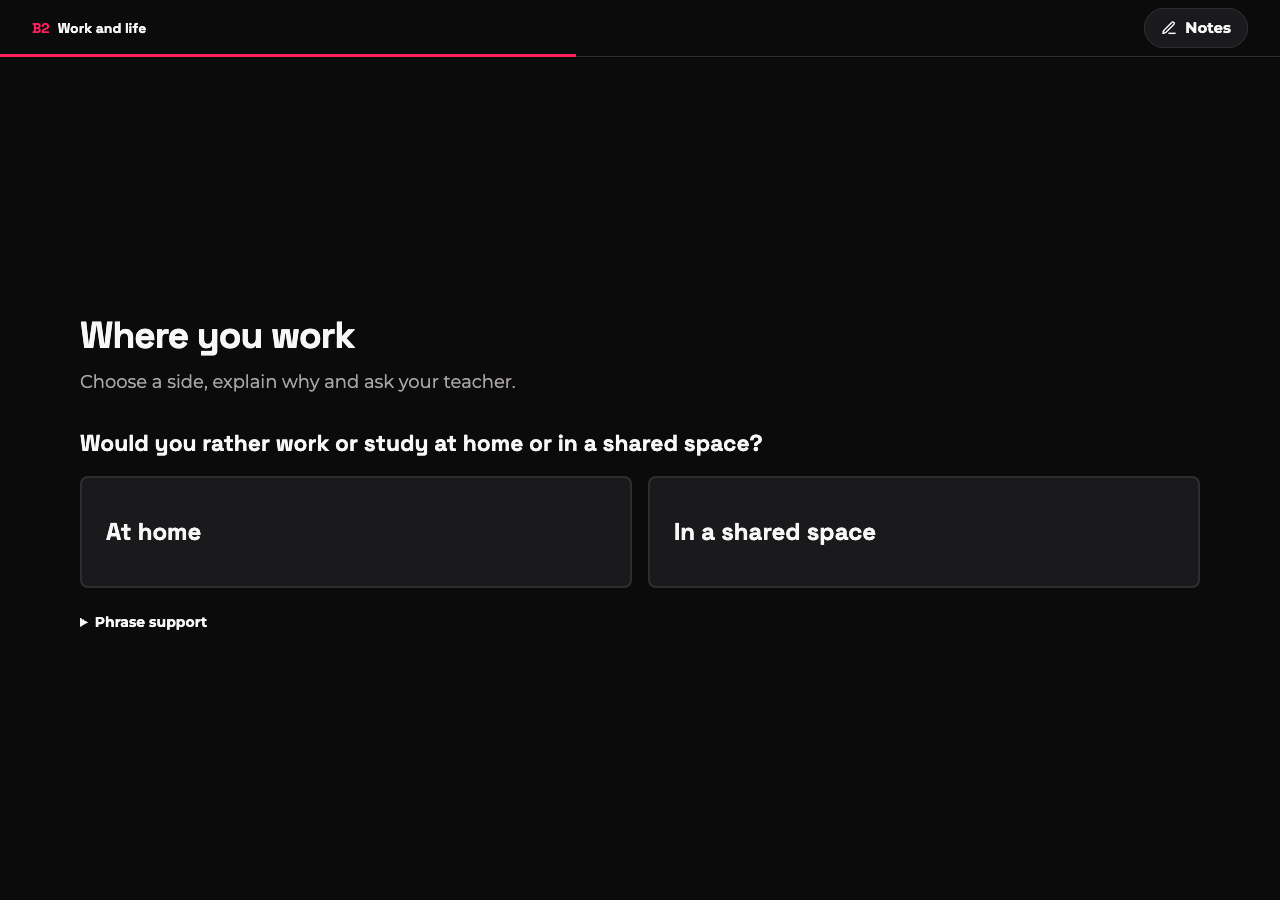 B2 Work and life
Notes
Where you work
Choose a side, explain why and ask your teacher.
Would you rather work or study at home or in a shared space?
At home
In a shared space
Phrase support